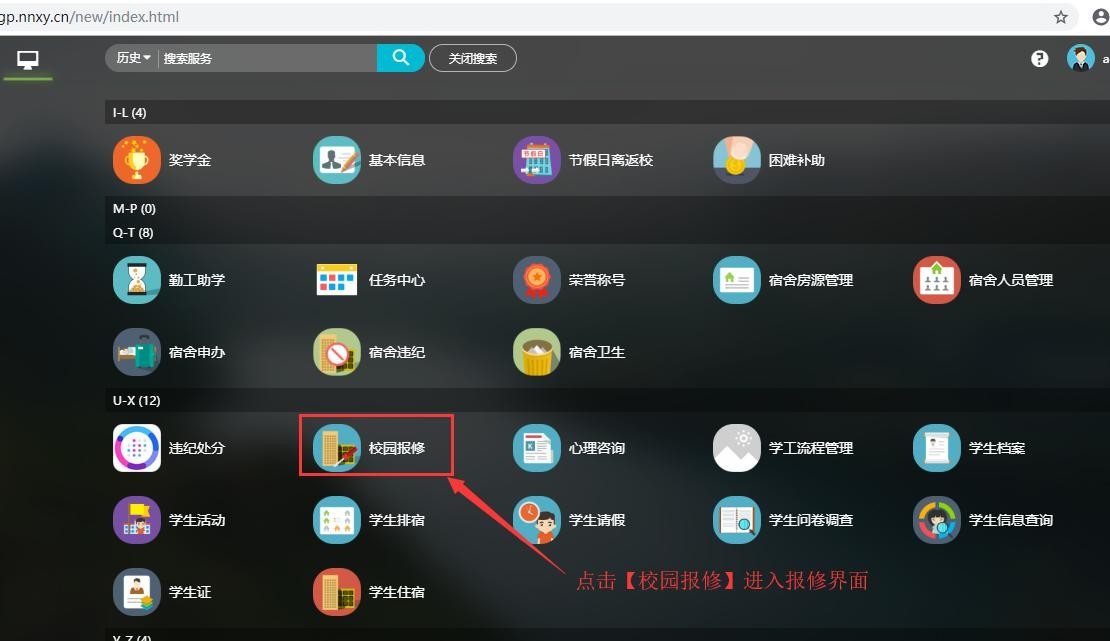 gp.nnxy.cn/new/index.html
历史 搜索服务 关闭搜索 ? a
I-L (4)
奖学金 基本信息 节假日离返校 困难补助
M-P (0)
Q-T (8)
勤工助学 任务中心 荣誉称号 宿舍房源管理 宿舍人员管理
宿舍申办 宿舍违纪 宿舍卫生
U-X (12)
违纪处分 校园报修 心理咨询 学工流程管理 学生档案
学生活动 学生排宿 学生请假 学生问卷调查 学生信息查询
点击【校园报修】进入报修界面
学生证 学生住宿
Y-Z (4)